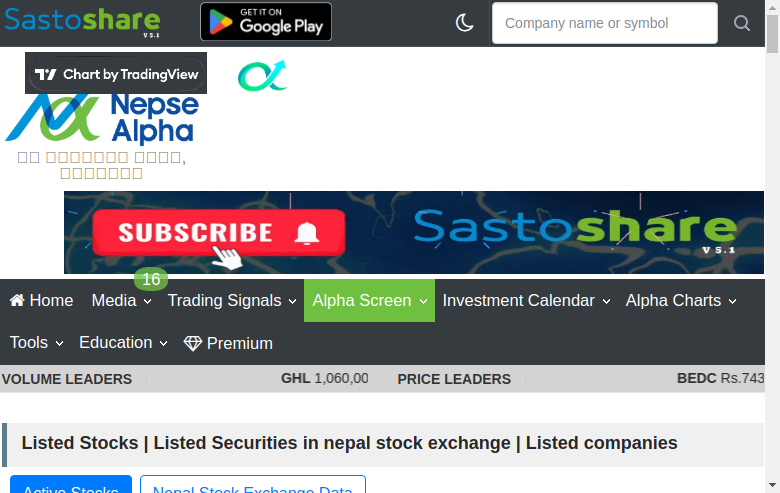 Sastoshare
V 5.1
GET IT ON
Google Play
Company name or symbol
Chart by TradingView
Nepse
Alpha
SUBSCRIBE
Sastoshare
V 5.1
16
Home Media Trading Signals Alpha Screen Investment Calendar Alpha Charts
Tools Education Premium
VOLUME LEADERS GHL 1,060,00 PRICE LEADERS BEDC Rs.743
Listed Stocks | Listed Securities in nepal stock exchange | Listed companies
Active Stocks Nepal Stock Exchange Data